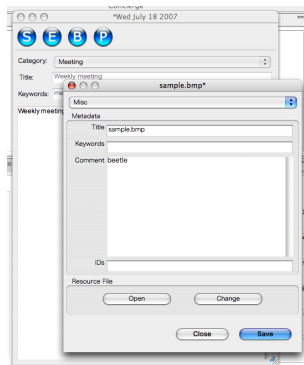 Concierge
*Wed July 18 2007
S E B P
Category: Meeting
Title: Weekly meeting
Keywords: me
Weekly meeting
sample.bmp*
Misc
Metadata
Title sample.bmp
Keywords
Comment beetle
IDs
Resource File
Open Change
Close Save